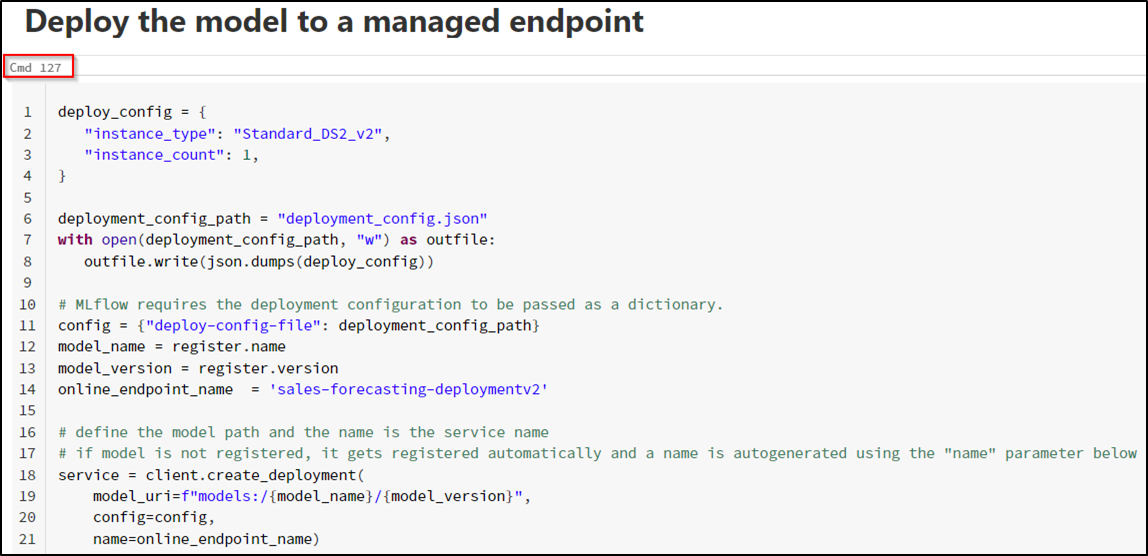 Deploy the model to a managed endpoint
Cmd 127
1 deploy_config = {
2    "instance_type": "Standard_DS2_v2",
3    "instance_count": 1,
4 }
5
6 deployment_config_path = "deployment_config.json"
7 with open(deployment_config_path, "w") as outfile:
8    outfile.write(json.dumps(deploy_config))
9
10 # MLflow requires the deployment configuration to be passed as a dictionary.
11 config = {"deploy-config-file": deployment_config_path}
12 model_name = register.name
13 model_version = register.version
14 online_endpoint_name  = 'sales-forecasting-deploymentv2'
15
16 # define the model path and the name is the service name
17 # if model is not registered, it gets registered automatically and a name is autogenerated using the "name" parameter below
18 service = client.create_deployment(
19     model_uri=f"models:/{model_name}/{model_version}",
20     config=config,
21     name=online_endpoint_name)